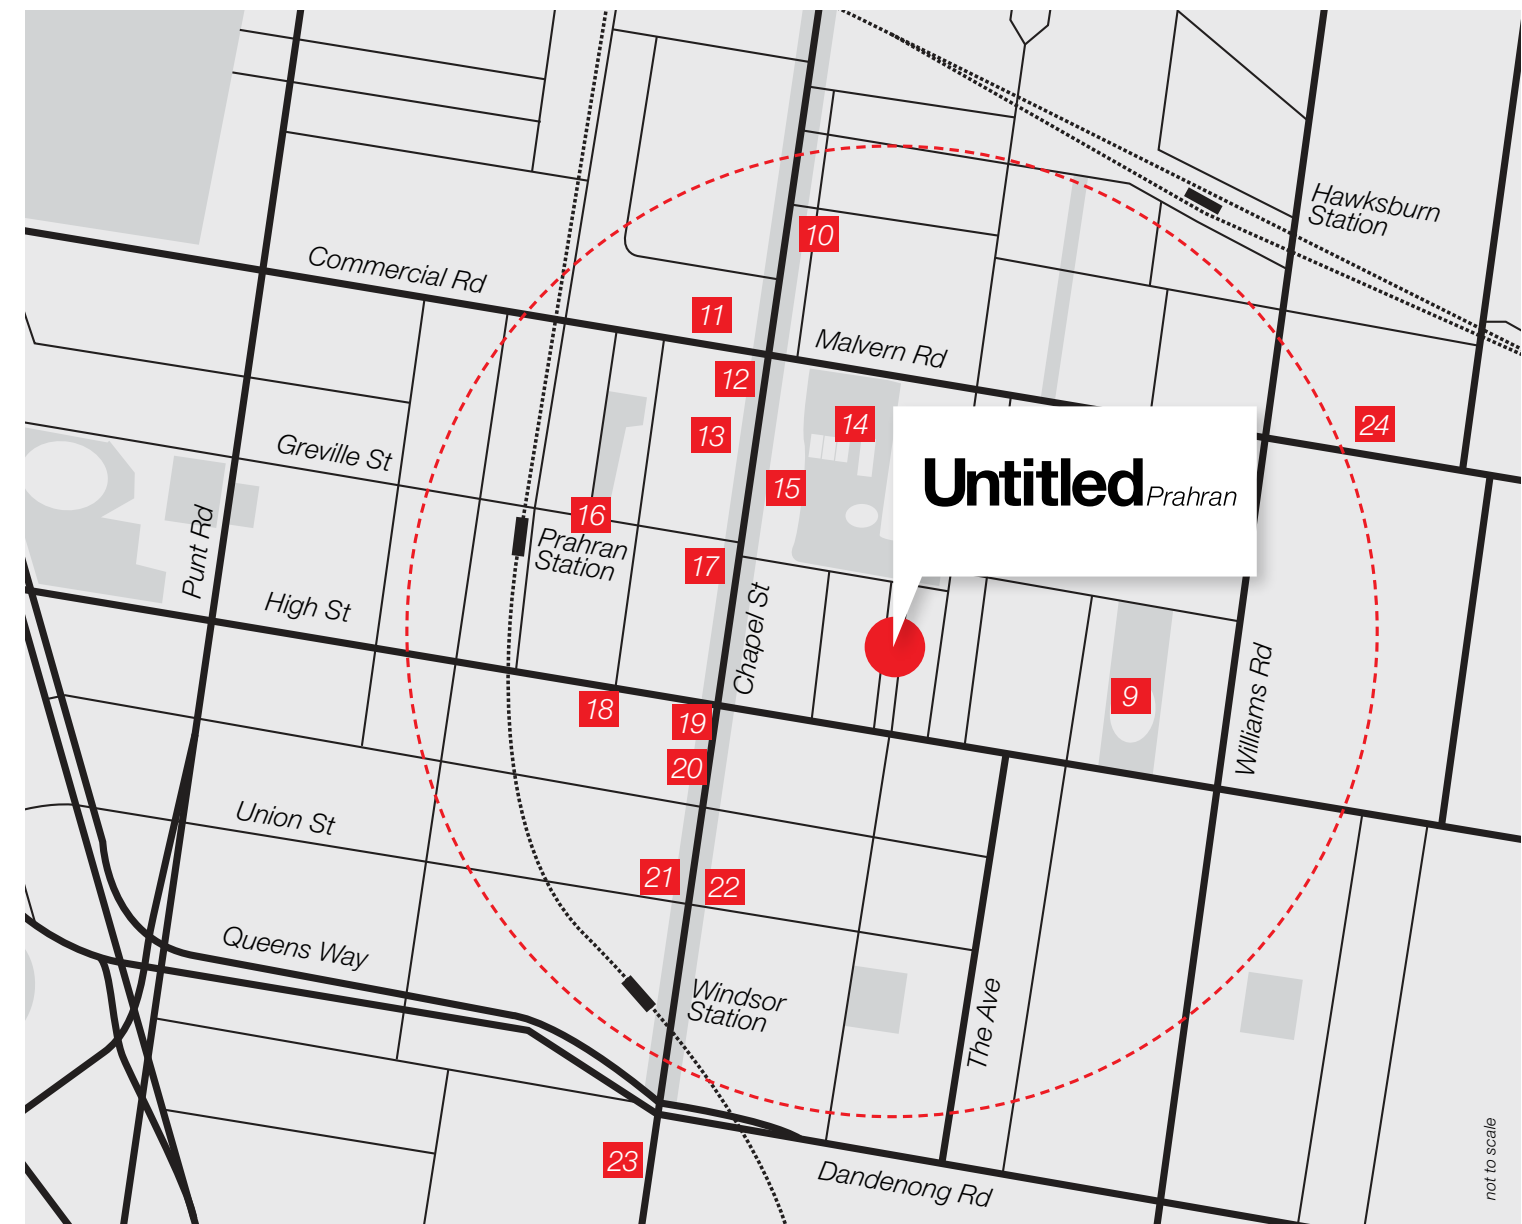 Hawksburn
Station
10
Commercial Rd
11
Malvern Rd
12
14
24
13
Greville St
Untitled Prahran
15
16
Prahran
Station
Punt Rd
17
High St
Chapel St
9
18
19
Williams Rd
20
Union St
21
22
Queens Way
Windsor
Station
The Ave
23
Dandenong Rd
not to scale